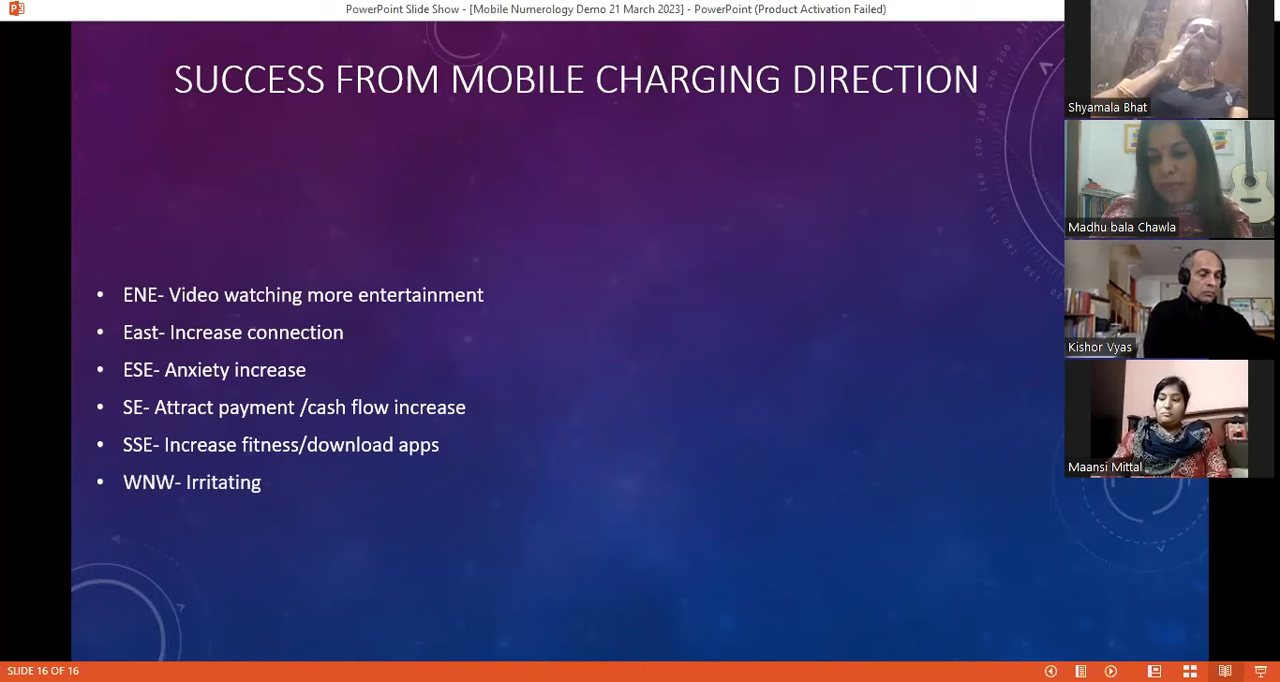 PowerPoint Slide Show - [Mobile Numerology Demo 21 March 2023] - PowerPoint (Product Activation Failed)
SUCCESS FROM MOBILE CHARGING DIRECTION
• ENE- Video watching more entertainment
• East- Increase connection
• ESE- Anxiety increase
• SE- Attract payment /cash flow increase
• SSE- Increase fitness/download apps
• WNW- Irritating
Shyamala Bhat
Madhu bala Chawla
Kishor Vyas
Maansi Mittal
SLIDE 16 OF 16